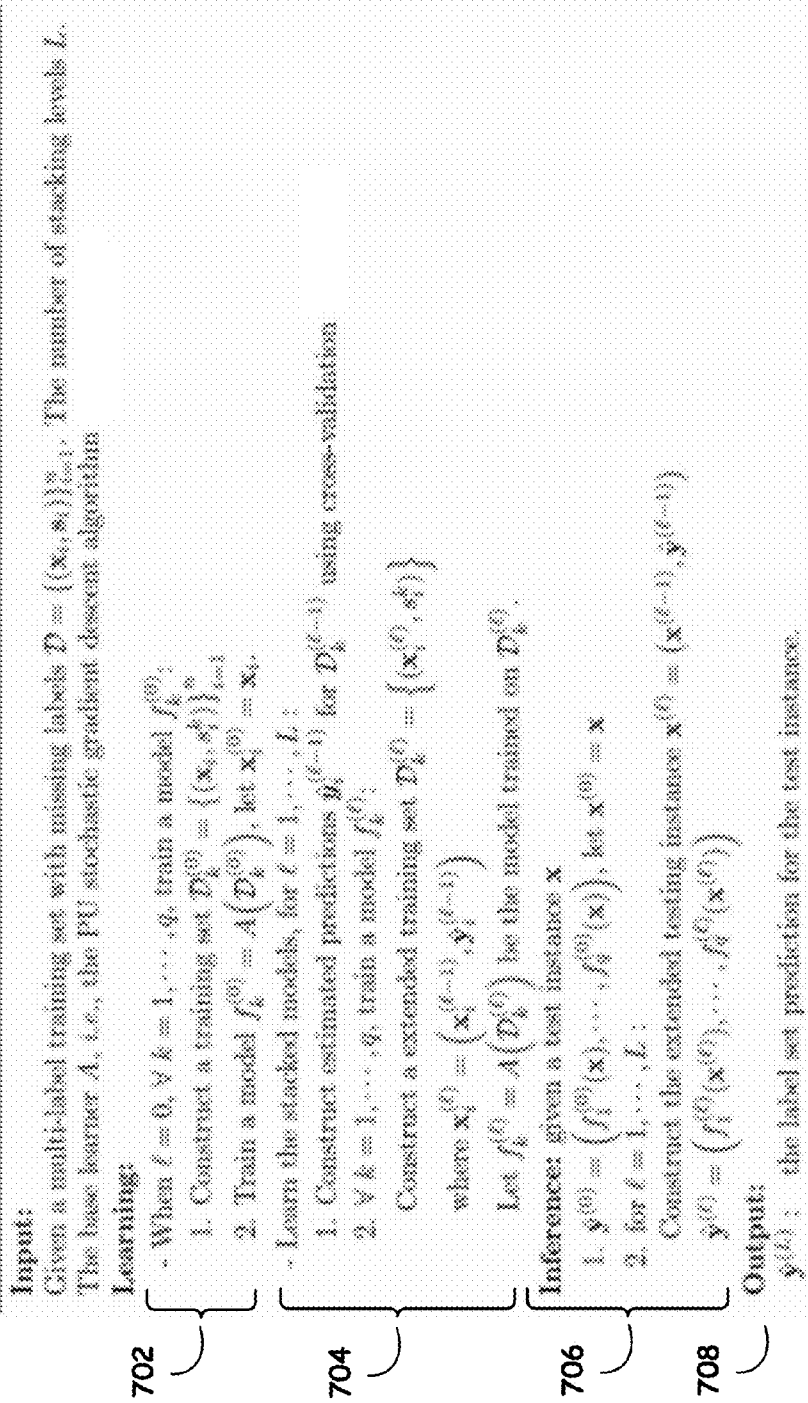 Input:
Given a multi-label training set with missing labels D = {(x_i, s_i)}_{i=1}^n. The number of stacking levels L.
The base learner A, i.e., the PU stochastic gradient descent algorithm
Learning:
- When ℓ = 0, ∀ k = 1, ⋯, q, train a model f_k^{(0)}:
1. Construct a training set D_k^{(0)} = {(x_i, s_i^k)}_{i=1}^n
2. Train a model f_k^{(0)} = A(D_k^{(0)}), let x_i^{(0)} = x_i.
- Learn the stacked models, for ℓ = 1, ⋯, L :
1. Construct estimated predictions ŷ_i^{(ℓ-1)} for D_k^{(ℓ-1)} using cross-validation
2. ∀ k = 1, ⋯, q, train a model f_k^{(ℓ)}:
Construct a extended training set D_k^{(ℓ)} = {(x_i^{(ℓ)}, s_i^k)}
where x_i^{(ℓ)} = (x_i^{(ℓ-1)}, ŷ_i^{(ℓ-1)})
Let f_k^{(ℓ)} = A(D_k^{(ℓ)}) be the model trained on D_k^{(ℓ)}.
Inference: given a test instance x
1. ŷ^{(0)} = (f_1^{(0)}(x), ⋯, f_q^{(0)}(x)), let x^{(0)} = x
2. for ℓ = 1, ⋯, L :
Construct the extended testing instance x^{(ℓ)} = (x^{(ℓ-1)}, ŷ^{(ℓ-1)})
ŷ^{(ℓ)} = (f_1^{(ℓ)}(x^{(ℓ)}), ⋯, f_q^{(ℓ)}(x^{(ℓ)}))
Output:
ŷ^{(L)} : the label set prediction for the test instance.
702
704
706
708